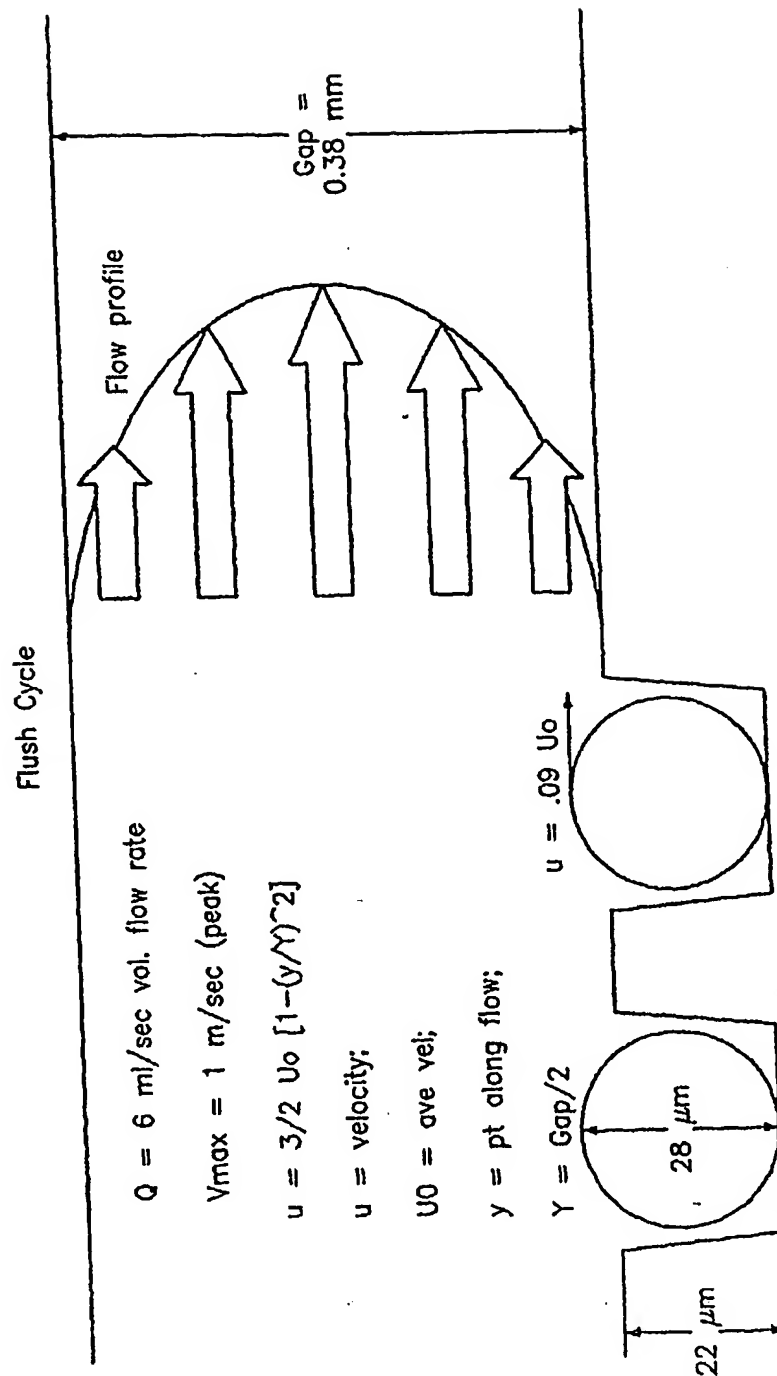 Flush Cycle
Q = 6 ml/sec vol. flow rate
Vmax = 1 m/sec (peak)
u = 3/2 Uo [1-(y/Y)^2]
u = velocity;
U0 = ave vel;
y = pt along flow;
Y = Gap/2
Flow profile
Gap =
0.38 mm
u = .09 Uo
28 μm
22 μm